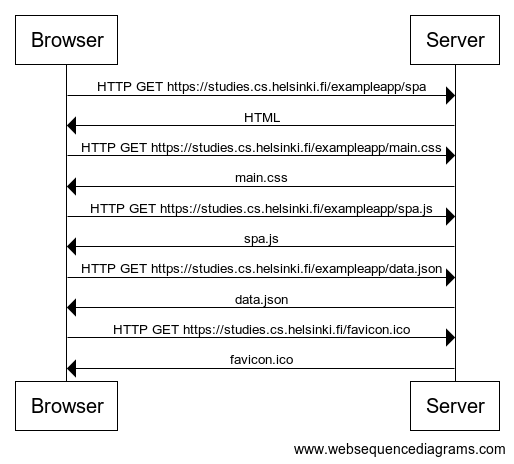 Browser
Server
HTTP GET https://studies.cs.helsinki.fi/exampleapp/spa
HTML
HTTP GET https://studies.cs.helsinki.fi/exampleapp/main.css
main.css
HTTP GET https://studies.cs.helsinki.fi/exampleapp/spa.js
spa.js
HTTP GET https://studies.cs.helsinki.fi/exampleapp/data.json
data.json
HTTP GET https://studies.cs.helsinki.fi/favicon.ico
favicon.ico
Browser
Server
www.websequencediagrams.com